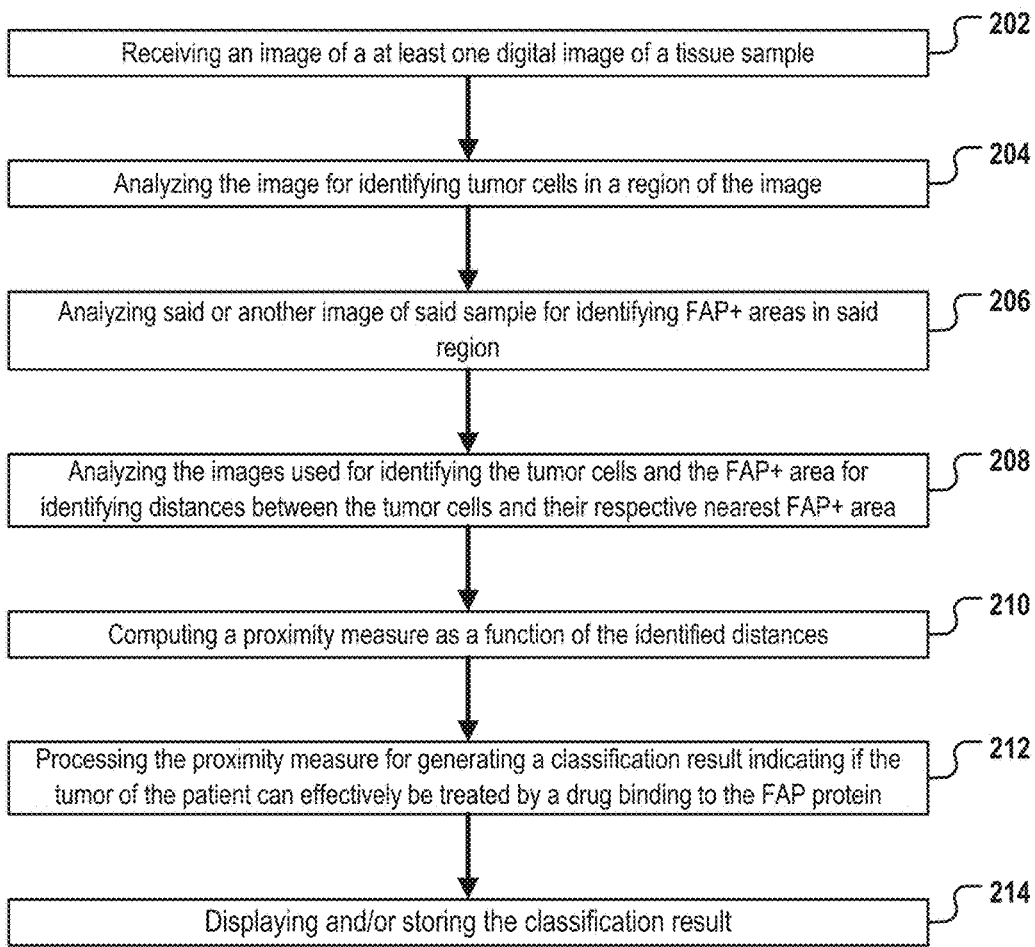 202
Receiving an image of a at least one digital image of a tissue sample
204
Analyzing the image for identifying tumor cells in a region of the image
206
Analyzing said or another image of said sample for identifying FAP+ areas in said
region
208
Analyzing the images used for identifying the tumor cells and the FAP+ area for
identifying distances between the tumor cells and their respective nearest FAP+ area
210
Computing a proximity measure as a function of the identified distances
212
Processing the proximity measure for generating a classification result indicating if the
tumor of the patient can effectively be treated by a drug binding to the FAP protein
214
Displaying and/or storing the classification result